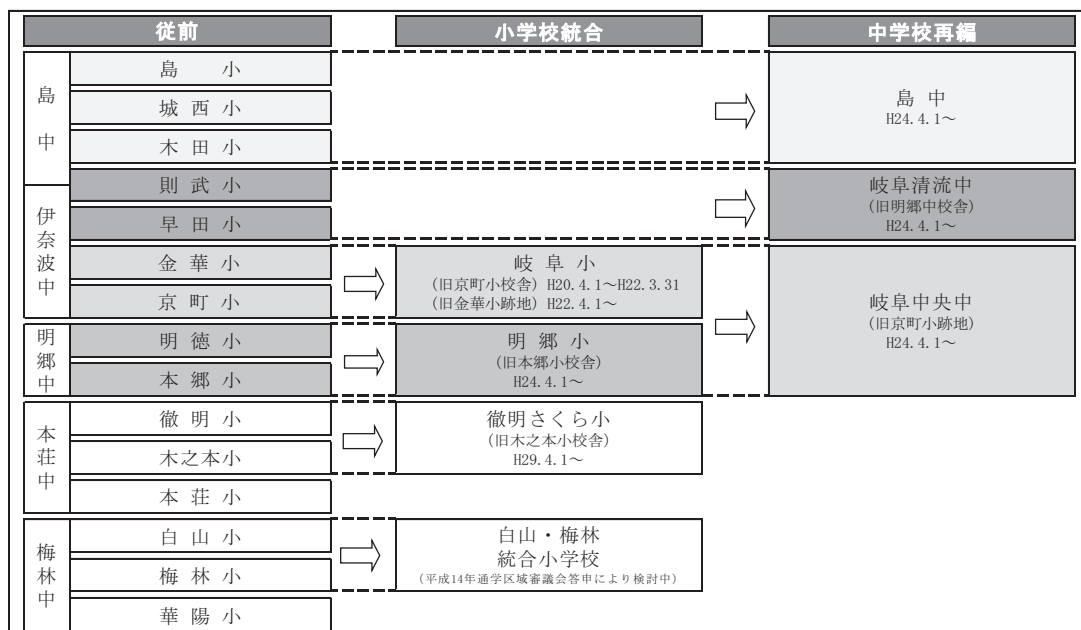 従前 小学校統合 中学校再編
島中
島 小
城 西 小
木 田 小
島 中
H24.4.1～
則 武 小
岐阜清流中
(旧明郷中校舎)
H24.4.1～
伊奈波中
早 田 小
金 華 小
京 町 小
岐 阜 小
(旧京町小校舎) H20.4.1～H22.3.31
(旧金華小跡地) H22.4.1～
岐阜中央中
(旧京町小跡地)
H24.4.1～
明郷中
明 徳 小
本 郷 小
明 郷 小
(旧本郷小校舎)
H24.4.1～
本荘中
徹 明 小
木之本小
本 荘 小
徹明さくら小
(旧木之本小校舎)
H29.4.1～
梅林中
白 山 小
梅 林 小
華 陽 小
白山・梅林
統合小学校
(平成14年通学区域審議会答申により検討中)